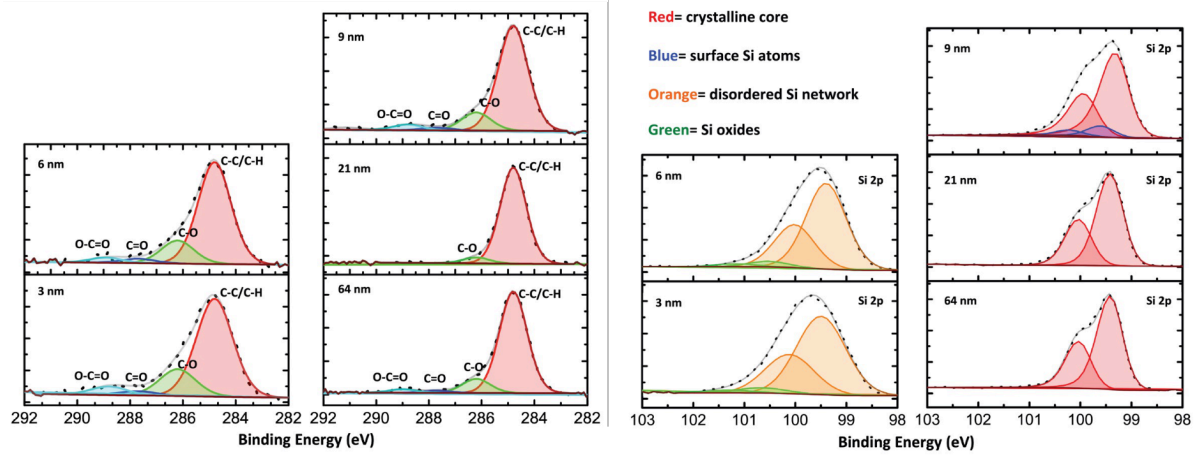 9 nm
C-C/C-H
O-C=O
C=O
C-O
6 nm
C-C/C-H
O-C=O
C=O
C-O
21 nm
C-C/C-H
C-O
3 nm
C-C/C-H
O-C=O
C=O
C-O
64 nm
C-C/C-H
O-C=O
C=O
C-O
292 290 288 286 284 282
292 290 288 286 284 282
Binding Energy (eV)
Red= crystalline core
Blue= surface Si atoms
Orange= disordered Si network
Green= Si oxides
9 nm
Si 2p
6 nm
Si 2p
21 nm
Si 2p
3 nm
Si 2p
64 nm
Si 2p
103 102 101 100 99 98
103 102 101 100 99 98
Binding Energy (eV)